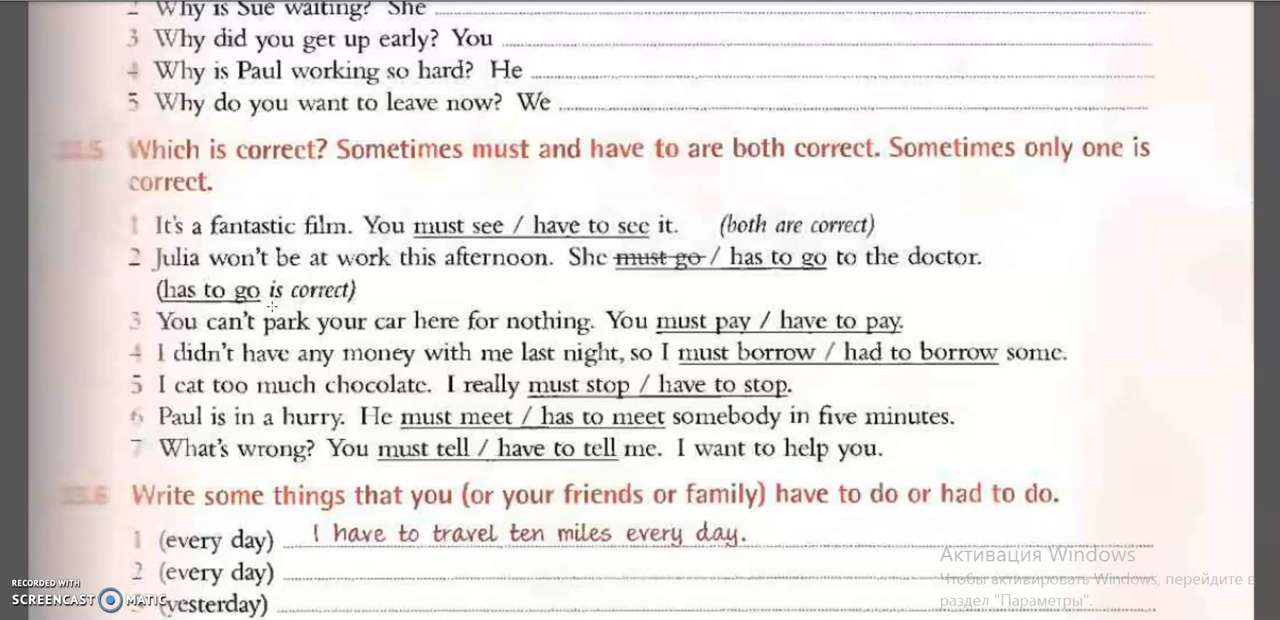 2 Why is Sue waiting? She
3 Why did you get up early? You
4 Why is Paul working so hard? He
5 Why do you want to leave now? We
.5 Which is correct? Sometimes must and have to are both correct. Sometimes only one is
correct.
1 It's a fantastic film. You must see / have to see it. (both are correct)
2 Julia won't be at work this afternoon. She must go / has to go to the doctor.
(has to go is correct)
3 You can't park your car here for nothing. You must pay / have to pay.
4 I didn't have any money with me last night, so I must borrow / had to borrow some.
5 I eat too much chocolate. I really must stop / have to stop.
6 Paul is in a hurry. He must meet / has to meet somebody in five minutes.
7 What's wrong? You must tell / have to tell me. I want to help you.
.6 Write some things that you (or your friends or family) have to do or had to do.
1 (every day) I have to travel ten miles every day.
Активация Windows
2 (every day)
Чтобы активировать Windows, перейдите в
раздел "Параметры".
(yesterday)
RECORDED WITH
SCREENCAST MATIC